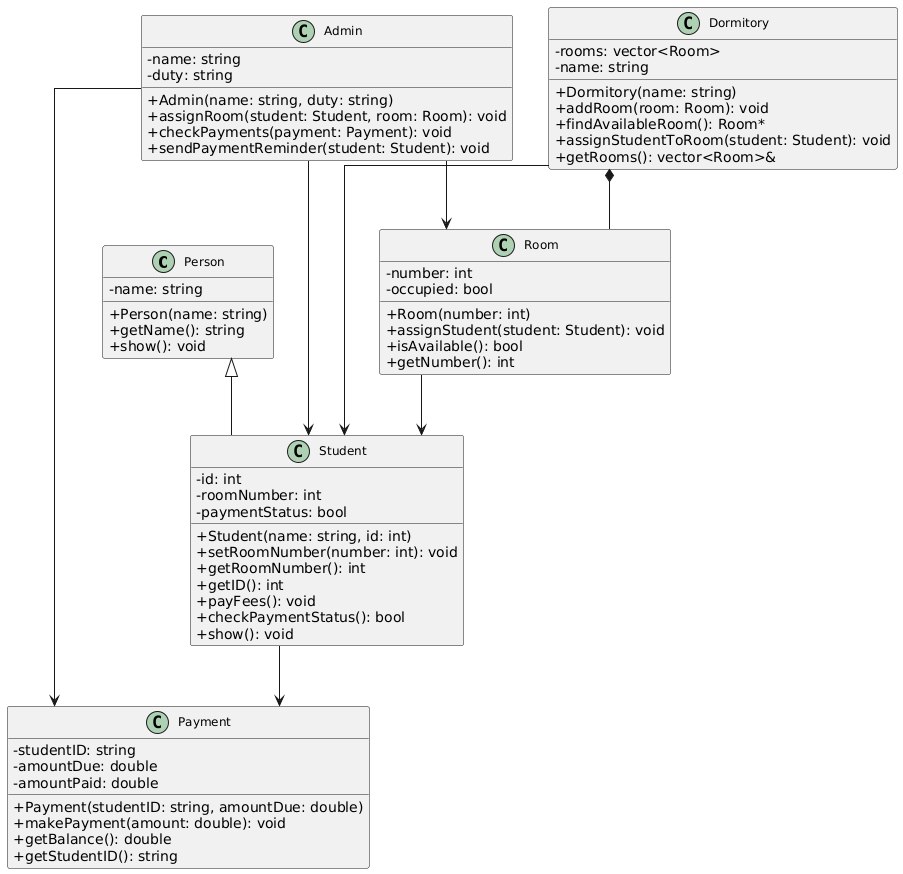 C Admin
-name: string
-duty: string
+Admin(name: string, duty: string)
+assignRoom(student: Student, room: Room): void
+checkPayments(payment: Payment): void
+sendPaymentReminder(student: Student): void
C Dormitory
-rooms: vector<Room>
-name: string
+Dormitory(name: string)
+addRoom(room: Room): void
+findAvailableRoom(): Room*
+assignStudentToRoom(student: Student): void
+getRooms(): vector<Room>&
C Person
-name: string
+Person(name: string)
+getName(): string
+show(): void
C Room
-number: int
-occupied: bool
+Room(number: int)
+assignStudent(student: Student): void
+isAvailable(): bool
+getNumber(): int
C Student
-id: int
-roomNumber: int
-paymentStatus: bool
+Student(name: string, id: int)
+setRoomNumber(number: int): void
+getRoomNumber(): int
+getID(): int
+payFees(): void
+checkPaymentStatus(): bool
+show(): void
C Payment
-studentID: string
-amountDue: double
-amountPaid: double
+Payment(studentID: string, amountDue: double)
+makePayment(amount: double): void
+getBalance(): double
+getStudentID(): string